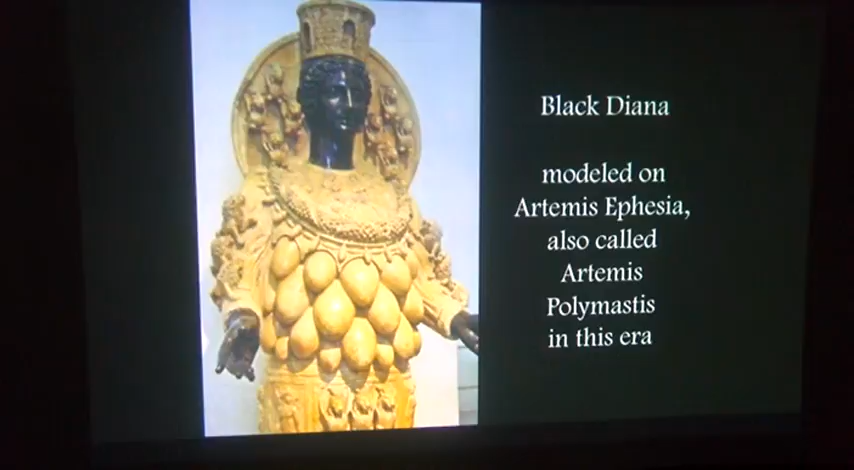 Black Diana
modeled on
Artemis Ephesia,
also called
Artemis
Polymastis
in this era